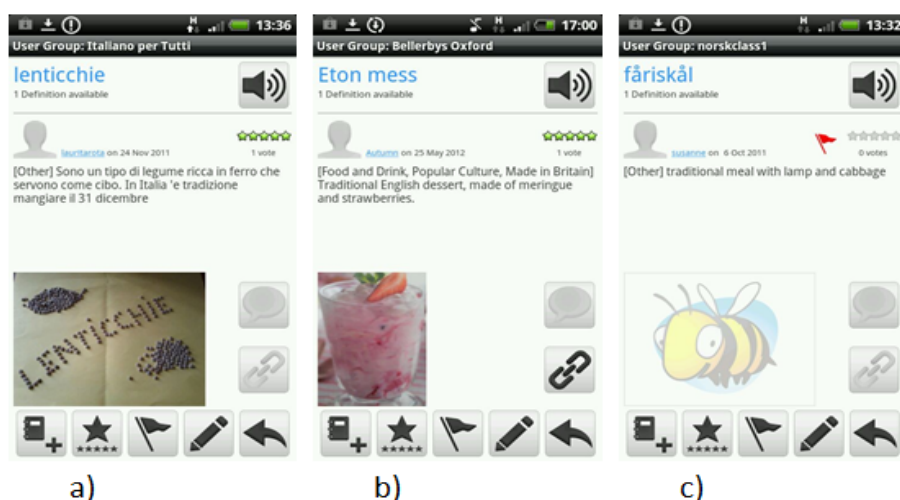 13:36
User Group: Italiano per Tutti
lenticchie
1 Definition available
lauritarota on 24 Nov 2011
1 vote
[Other] Sono un tipo di legume ricca in ferro che
servono come cibo. In Italia 'e tradizione
mangiare il 31 dicembre
LENTICCHIE
a)
H 17:00
User Group: Bellerbys Oxford
Eton mess
1 Definition available
Autumn on 25 May 2012
1 vote
[Food and Drink, Popular Culture, Made in Britain]
Traditional English dessert, made of meringue
and strawberries.
b)
H 13:32
User Group: norskclass1
fåriskål
1 Definition available
susanne on 6 Oct 2011
0 votes
[Other] traditional meal with lamp and cabbage
c)